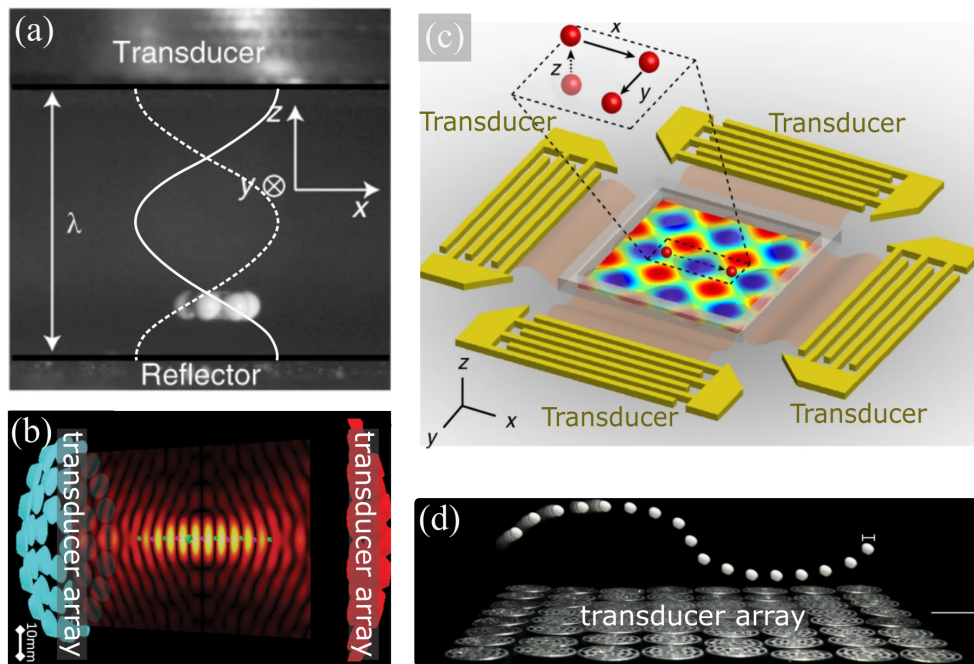 (a)
Transducer
z
y
x
λ
Reflector
(b)
transducer array
transducer array
10mm
(c)
x
z
y
Transducer
Transducer
Transducer
Transducer
z
x
y
(d)
transducer array